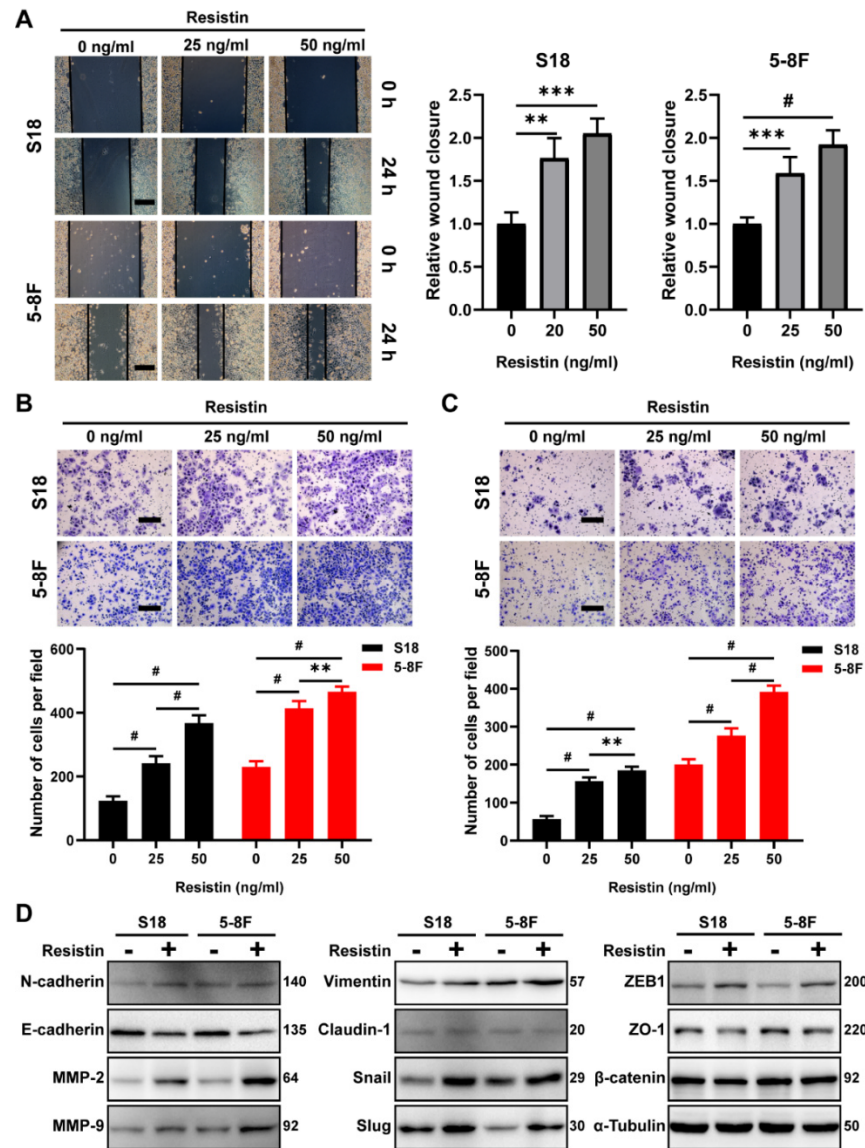 A
Resistin
0 ng/ml 25 ng/ml 50 ng/ml
S18
0 h
24 h
5-8F
0 h
24 h
S18
Relative wound closure
2.5
2.0
1.5
1.0
0.5
0.0
**
***
0 20 50
Resistin (ng/ml)
5-8F
Relative wound closure
2.5
2.0
1.5
1.0
0.5
0.0
***
#
0 25 50
Resistin (ng/ml)
B
Resistin
0 ng/ml 25 ng/ml 50 ng/ml
S18
5-8F
Number of cells per field
600
400
200
0
# # #
# # **
S18
5-8F
0 25 50 0 25 50
Resistin (ng/ml)
C
Resistin
0 ng/ml 25 ng/ml 50 ng/ml
S18
5-8F
Number of cells per field
500
400
300
200
100
0
# # **
# # #
S18
5-8F
0 25 50 0 25 50
Resistin (ng/ml)
D
S18 5-8F
Resistin - + - +
N-cadherin 140
E-cadherin 135
MMP-2 64
MMP-9 92
S18 5-8F
Resistin - + - +
Vimentin 57
Claudin-1 20
Snail 29
Slug 30
S18 5-8F
Resistin - + - +
ZEB1 200
ZO-1 220
β-catenin 92
α-Tubulin 50